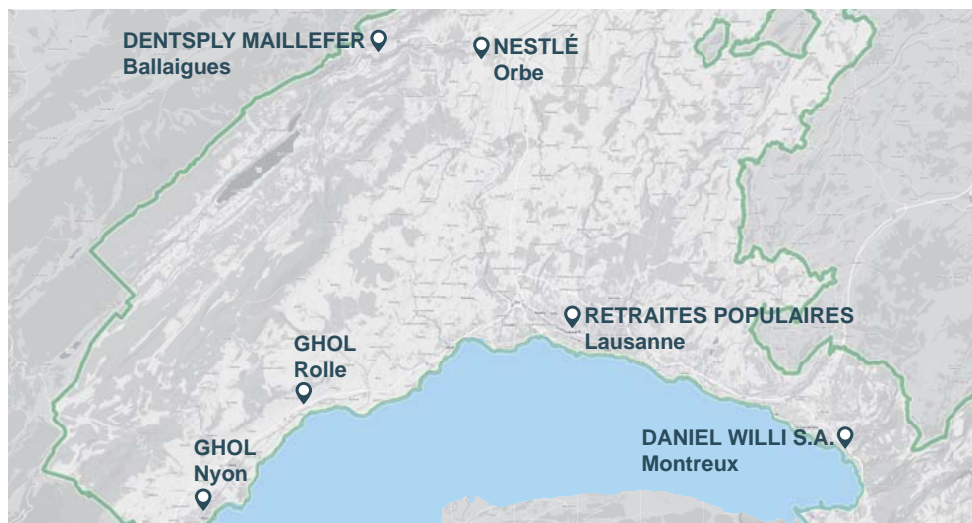 DENTSPLY MAILLEFER
Ballaigues
NESTLÉ
Orbe
RETRAITES POPULAIRES
Lausanne
GHOL
Rolle
DANIEL WILLI S.A.
Montreux
GHOL
Nyon